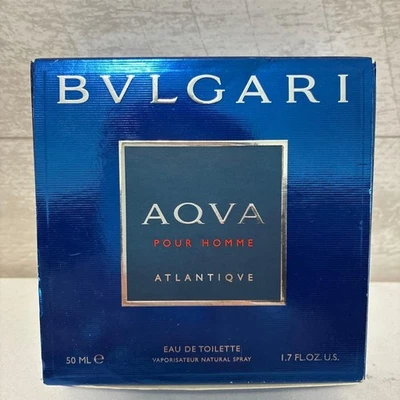 BVLGARI
AQVA
POUR HOMME
ATLANTIQVE
EAU DE TOILETTE
50 ML ℮ VAPORISATEUR NATURAL SPRAY 1.7 FL.OZ. U.S.